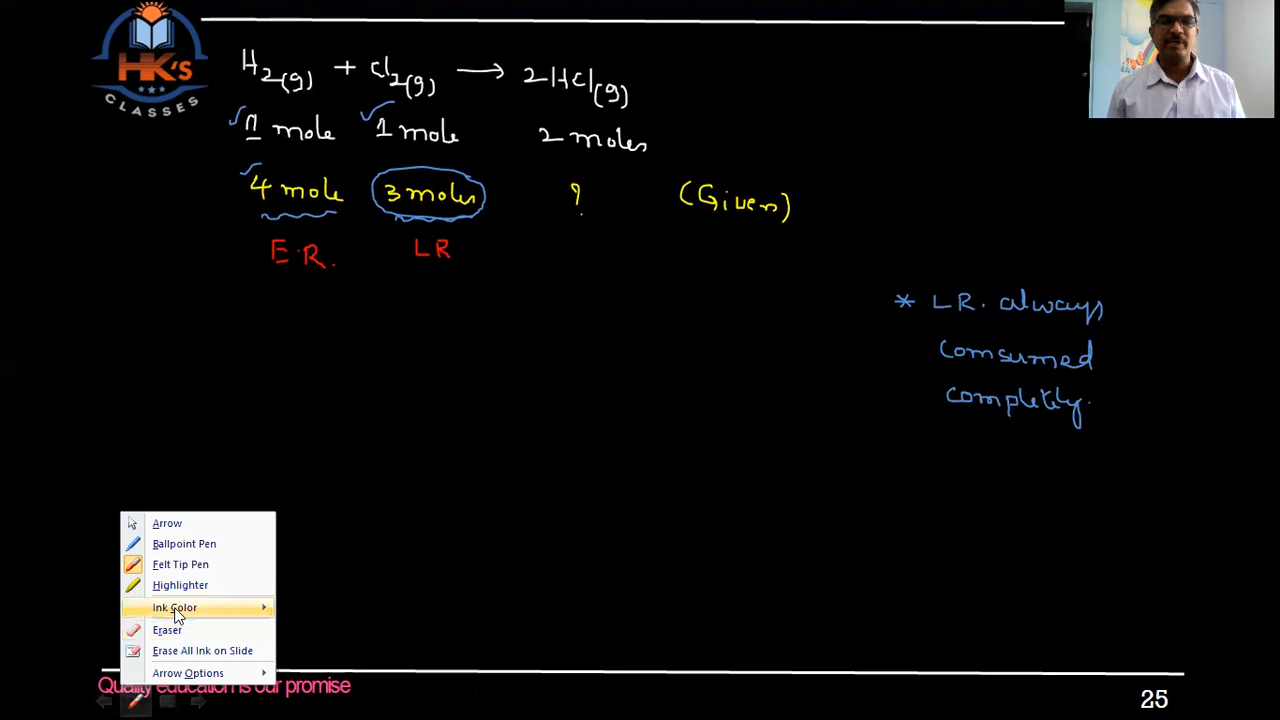 HK'S
CLASSES
H2(g) + Cl2(g) → 2HCl(g)
1 mole 1 mole 2 moles
4 mole 3 moles ? (Given)
E.R. LR
* L.R. always
consumed
completely.
Arrow
Ballpoint Pen
Felt Tip Pen
Highlighter
Ink Color
Eraser
Erase All Ink on Slide
Arrow Options
Quality education is our promise
25